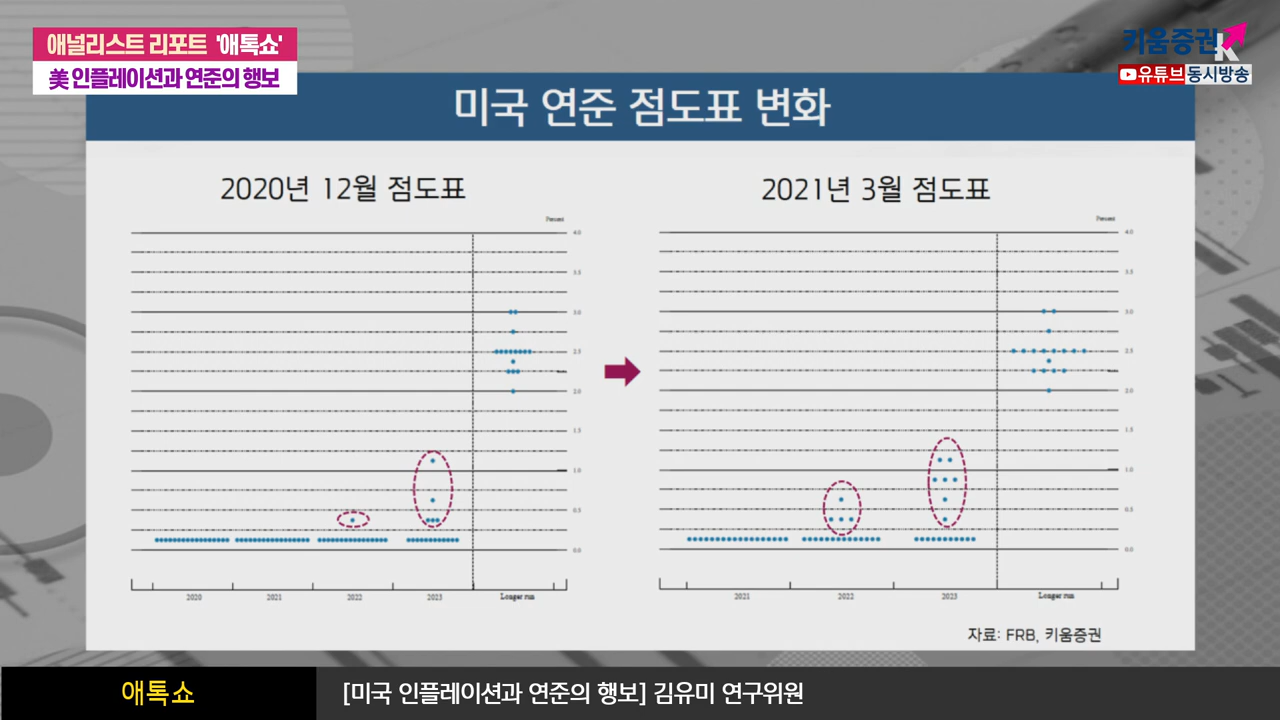 애널리스트 리포트 '애톡쇼'
美 인플레이션과 연준의 행보
키움증권
유튜브동시방송
미국 연준 점도표 변화
2020년 12월 점도표
Percent
4.0
3.5
3.0
2.5
2.0
1.5
1.0
0.5
0.0
2020 2021 2022 2023 Longer run
2021년 3월 점도표
Percent
4.0
3.5
3.0
2.5
2.0
1.5
1.0
0.5
0.0
2021 2022 2023 Longer run
자료: FRB, 키움증권
애톡쇼
[미국 인플레이션과 연준의 행보] 김유미 연구위원